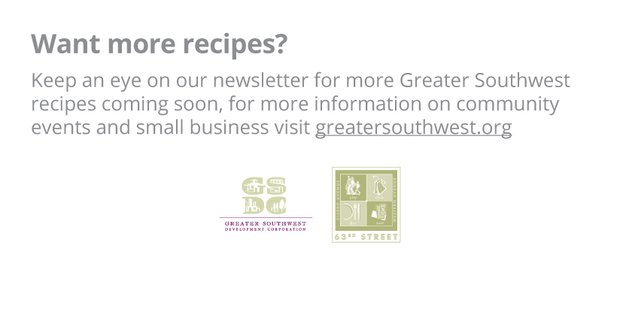 Want more recipes?
Keep an eye on our newsletter for more Greater Southwest
recipes coming soon, for more information on community
events and small business visit greatersouthwest.org
GSDC
GREATER SOUTHWEST
DEVELOPMENT CORPORATION
63RD STREET